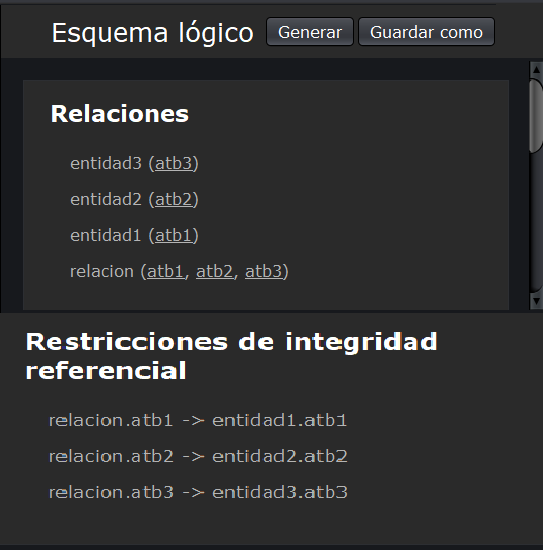 Esquema lógico Generar Guardar como
Relaciones
entidad3 (atb3)
entidad2 (atb2)
entidad1 (atb1)
relacion (atb1, atb2, atb3)
Restricciones de integridad
referencial
relacion.atb1 -> entidad1.atb1
relacion.atb2 -> entidad2.atb2
relacion.atb3 -> entidad3.atb3